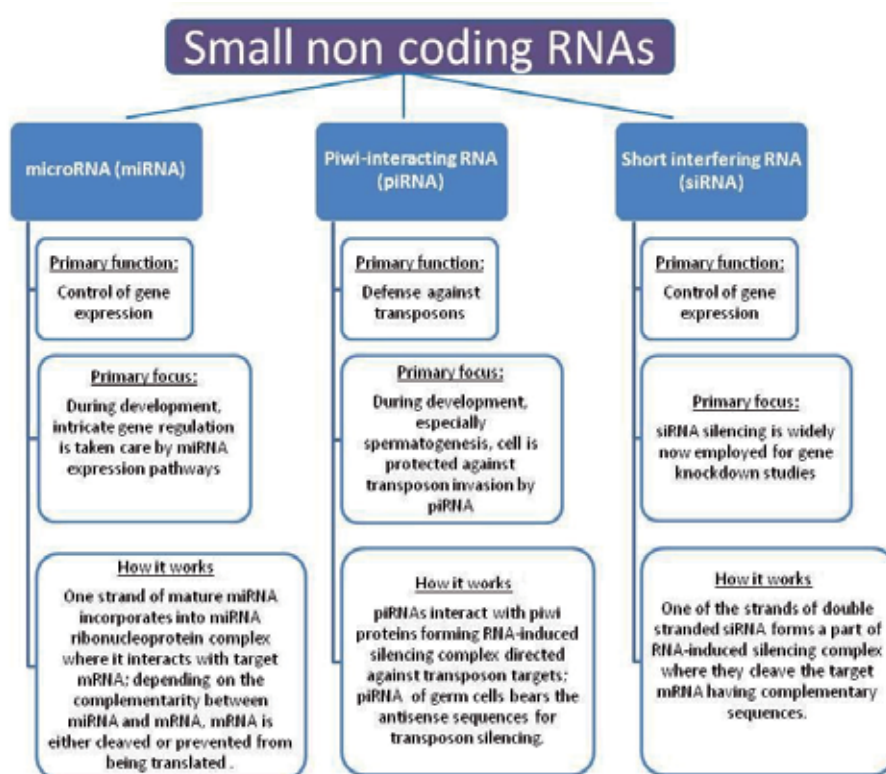 Small non coding RNAs
microRNA (miRNA)
Primary function:
Control of gene
expression
Primary focus:
During development,
intricate gene regulation
is taken care by miRNA
expression pathways
How it works
One strand of mature miRNA
incorporates into miRNA
ribonucleoprotein complex
where it interacts with target
mRNA; depending on the
complementarity between
miRNA and mRNA, mRNA is
either cleaved or prevented from
being translated .
Piwi-interacting RNA
(piRNA)
Primary function:
Defense against
transposons
Primary focus:
During development,
especially
spermatogenesis, cell is
protected against
transposon invasion by
piRNA
How it works
piRNAs interact with piwi
proteins forming RNA-induced
silencing complex directed
against transposon targets;
piRNA of germ cells bears the
antisense sequences for
transposon silencing.
Short interfering RNA
(siRNA)
Primary function:
Control of gene
expression
Primary focus:
siRNA silencing is widely
now employed for gene
knockdown studies
How it works
One of the strands of double
stranded siRNA forms a part of
RNA-induced silencing complex
where they cleave the target
mRNA having complementary
sequences.